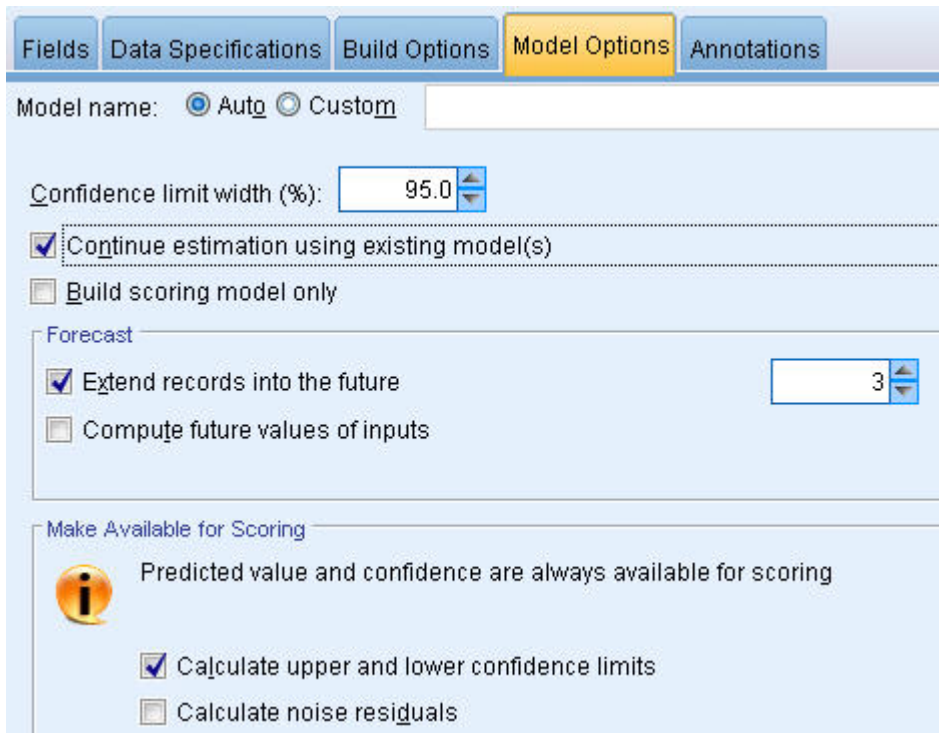 Fields Data Specifications Build Options Model Options Annotations
Model name: Auto Custom
Confidence limit width (%): 95.0
Continue estimation using existing model(s)
Build scoring model only
Forecast
Extend records into the future 3
Compute future values of inputs
Make Available for Scoring
Predicted value and confidence are always available for scoring
Calculate upper and lower confidence limits
Calculate noise residuals